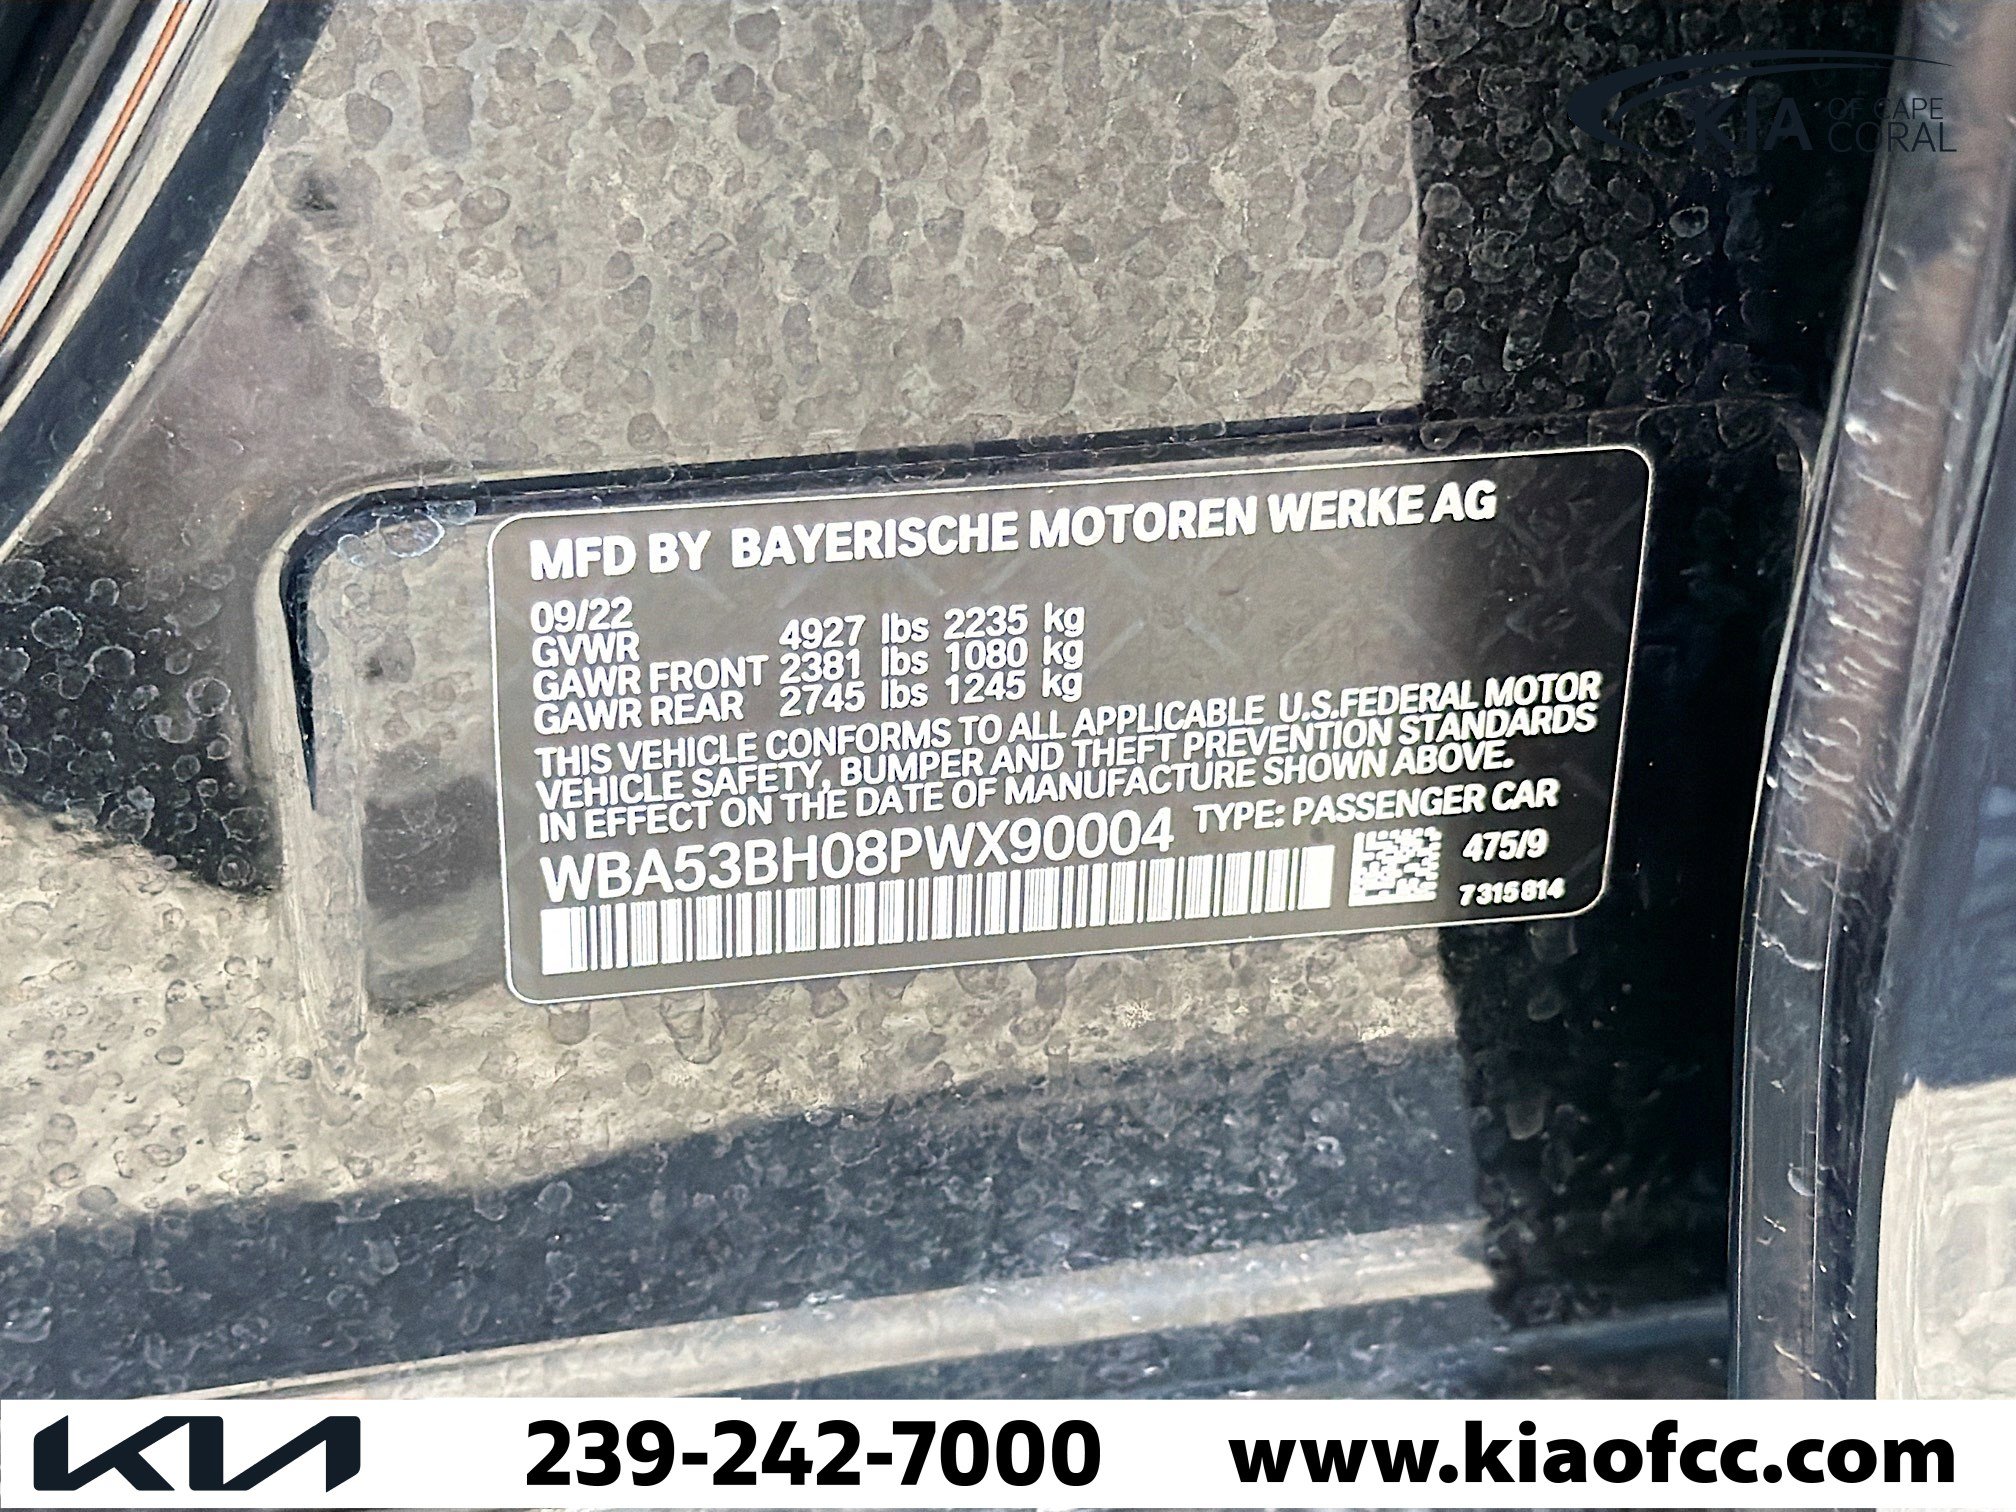 KIA OF CAPE CORAL
MFD BY BAYERISCHE MOTOREN WERKE AG
09/22
GVWR 4927 lbs 2235 kg
GAWR FRONT 2381 lbs 1080 kg
GAWR REAR 2745 lbs 1245 kg
THIS VEHICLE CONFORMS TO ALL APPLICABLE U.S.FEDERAL MOTOR
VEHICLE SAFETY, BUMPER AND THEFT PREVENTION STANDARDS
IN EFFECT ON THE DATE OF MANUFACTURE SHOWN ABOVE.
WBA53BH08PWX90004 TYPE: PASSENGER CAR
475/9
7315814
KIA 239-242-7000 www.kiaofcc.com